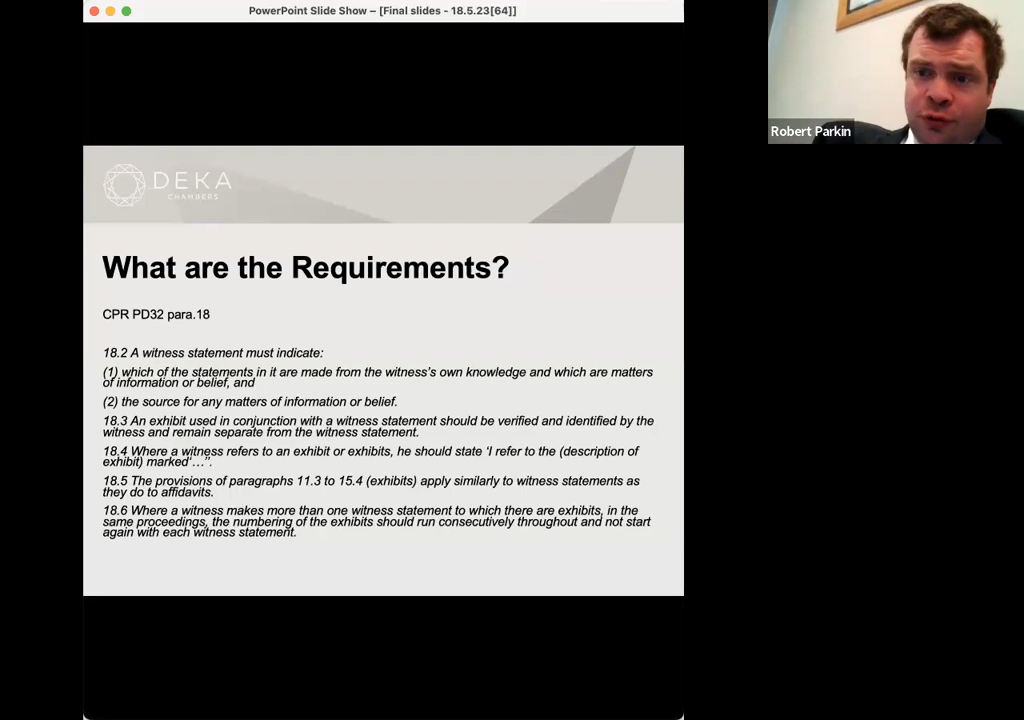 PowerPoint Slide Show – [Final slides - 18.5.23[64]]
Robert Parkin
DEKA
CHAMBERS
What are the Requirements?
CPR PD32 para.18
18.2 A witness statement must indicate:
(1) which of the statements in it are made from the witness's own knowledge and which are matters
of information or belief, and
(2) the source for any matters of information or belief.
18.3 An exhibit used in conjunction with a witness statement should be verified and identified by the
witness and remain separate from the witness statement.
18.4 Where a witness refers to an exhibit or exhibits, he should state 'I refer to the (description of
exhibit) marked'…''.
18.5 The provisions of paragraphs 11.3 to 15.4 (exhibits) apply similarly to witness statements as
they do to affidavits.
18.6 Where a witness makes more than one witness statement to which there are exhibits, in the
same proceedings, the numbering of the exhibits should run consecutively throughout and not start
again with each witness statement.